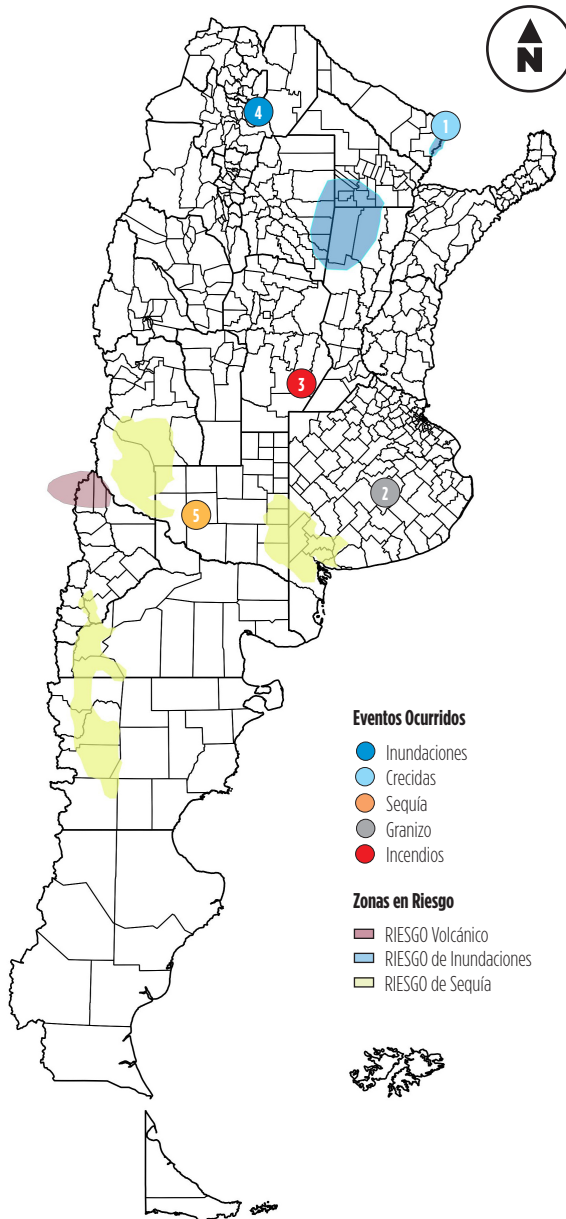 N
1
4
3
2
5
Eventos Ocurridos
Inundaciones
Crecidas
Sequía
Granizo
Incendios
Zonas en Riesgo
RIESGO Volcánico
RIESGO de Inundaciones
RIESGO de Sequía